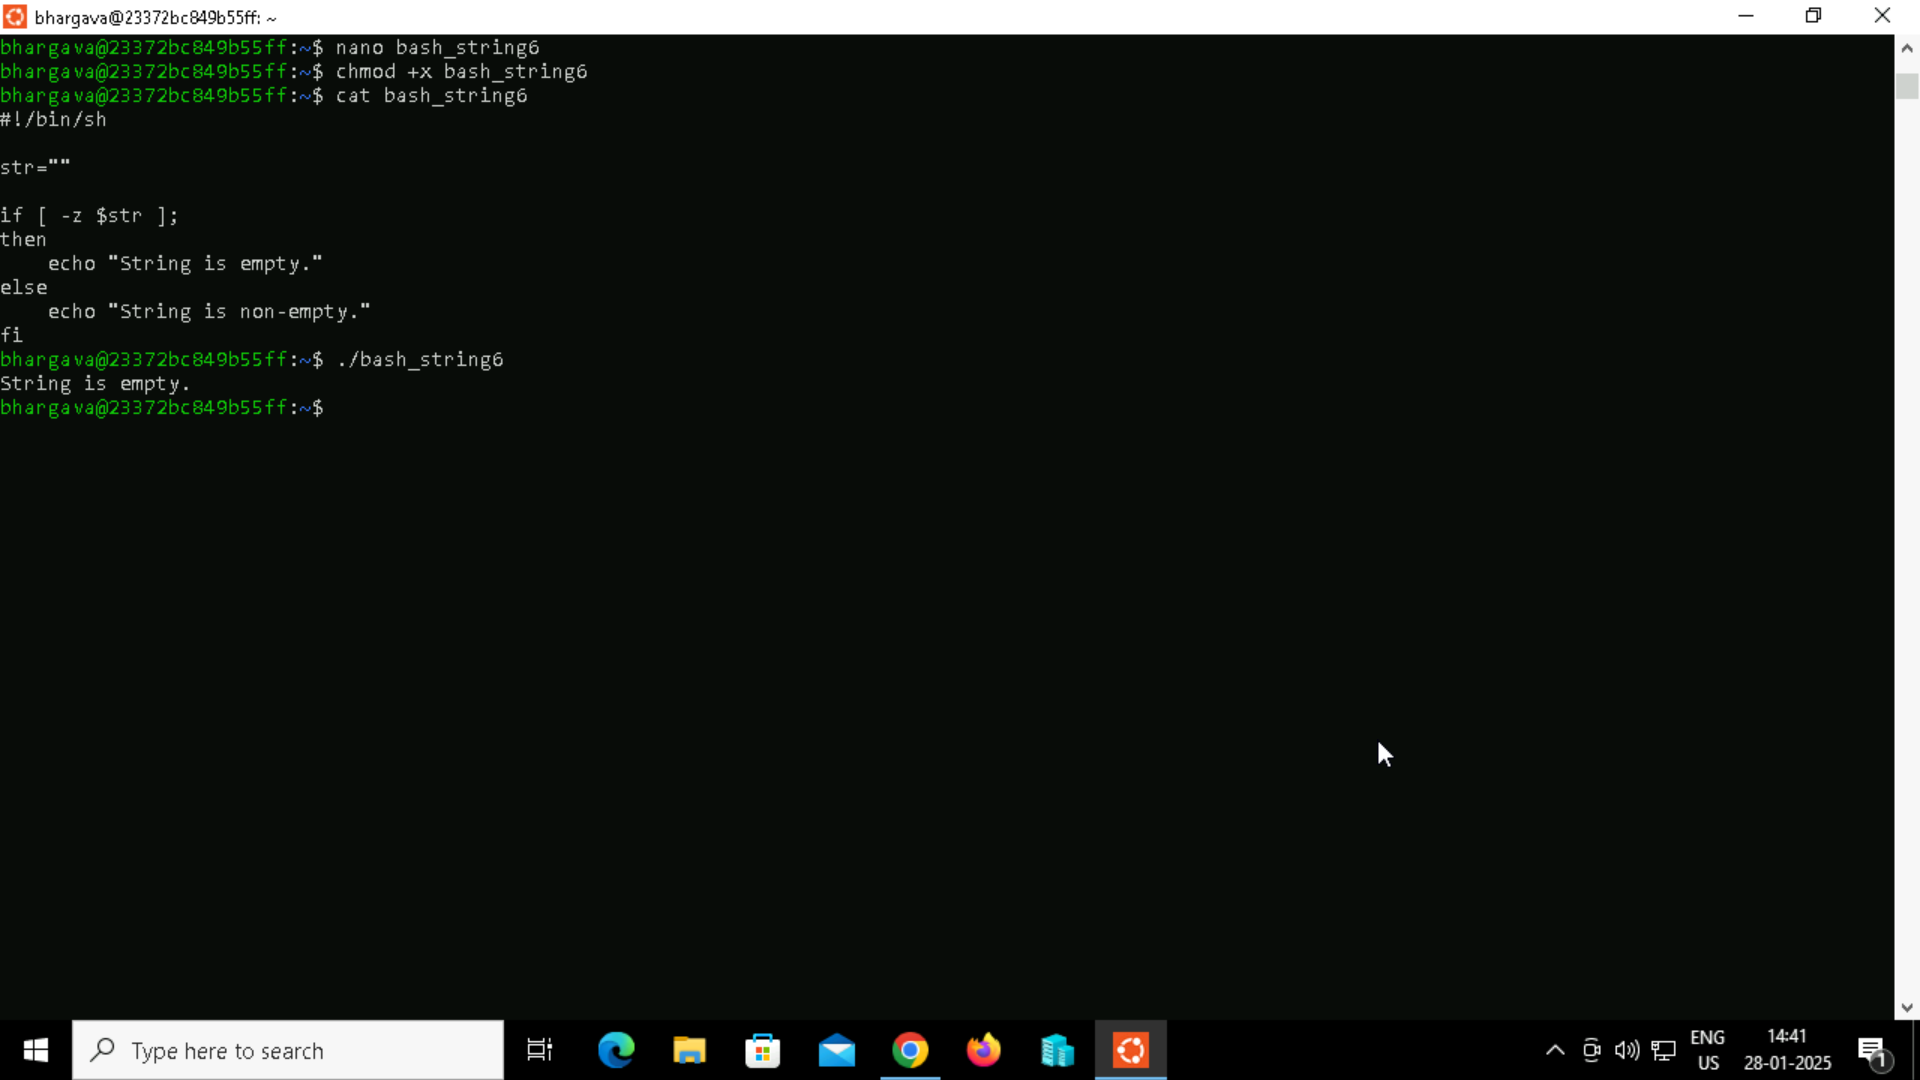 bhargava@23372bc849b55ff: ~
bhargava@23372bc849b55ff:~$ nano bash_string6
bhargava@23372bc849b55ff:~$ chmod +x bash_string6
bhargava@23372bc849b55ff:~$ cat bash_string6
#!/bin/sh
str=""
if [ -z $str ];
then
    echo "String is empty."
else
    echo "String is non-empty."
fi
bhargava@23372bc849b55ff:~$ ./bash_string6
String is empty.
bhargava@23372bc849b55ff:~$
Type here to search
ENG
US
14:41
28-01-2025
1